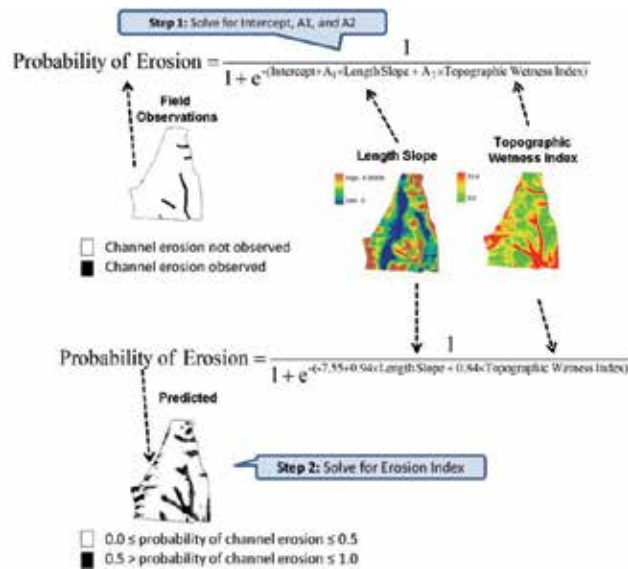 Step 1: Solve for Intercept, A1, and A2
Probability of Erosion = 1 / 1 + e^-(Intercept+A₁×Length Slope + A₂×Topographic Wetness Index)
Field
Observations
Length Slope
Topographic
Wetness Index
Channel erosion not observed
Channel erosion observed
Probability of Erosion = 1 / 1 + e^-(-7.55+0.94×Length Slope + 0.84×Topographic Wetness Index)
Predicted
Step 2: Solve for Erosion Index
0.0 ≤ probability of channel erosion ≤ 0.5
0.5 > probability of channel erosion ≤ 1.0